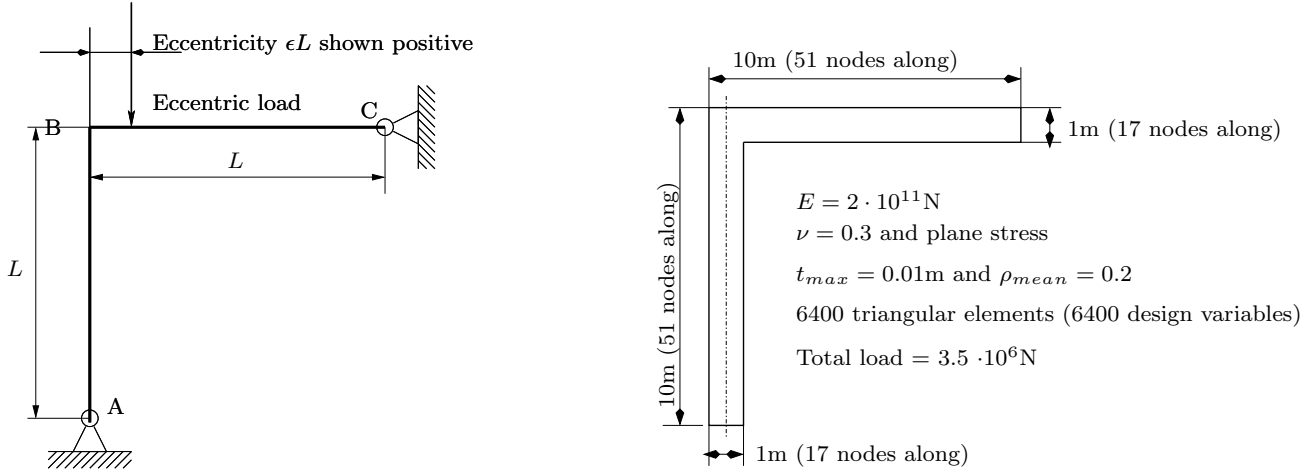 Eccentricity ϵL shown positive
Eccentric load
C
B
L
L
A
10m (51 nodes along)
1m (17 nodes along)
10m (51 nodes along)
E = 2 · 10¹¹N
ν = 0.3 and plane stress
t_max = 0.01m and ρ_mean = 0.2
6400 triangular elements (6400 design variables)
Total load = 3.5 ·10⁶N
1m (17 nodes along)